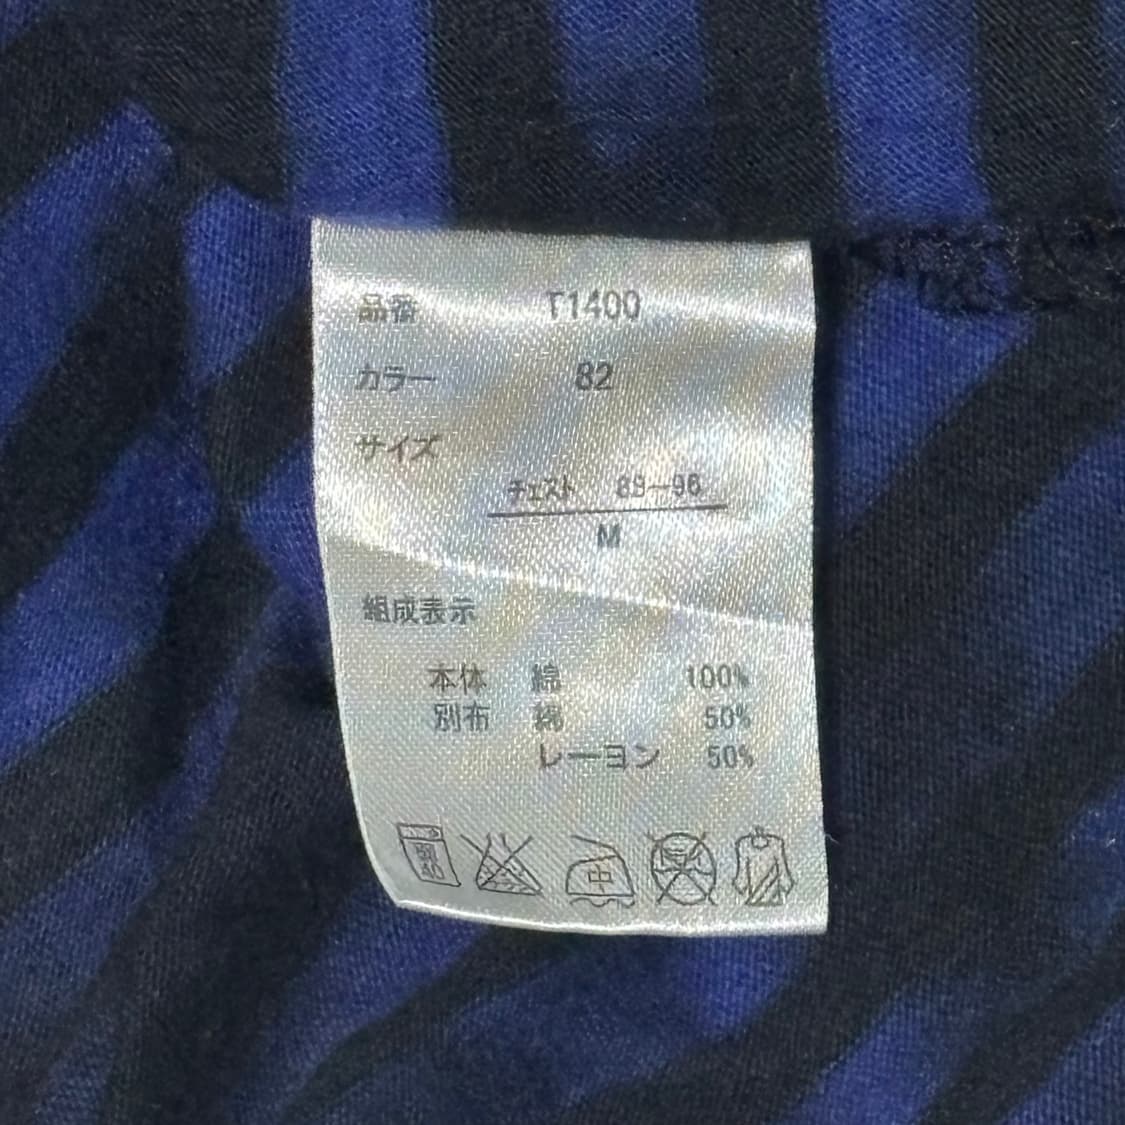 品番 T1400
カラー 82
サイズ
チェスト 88-96
M
組成表示
本体 綿 100%
別布 綿 50%
レーヨン 50%
中